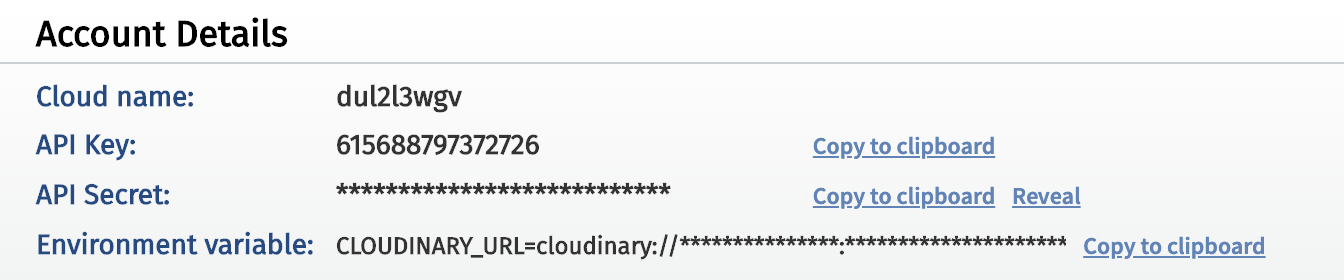 Account Details
Cloud name: dul2l3wgv
API Key: 615688797372726 Copy to clipboard
API Secret: *************************** Copy to clipboard Reveal
Environment variable: CLOUDINARY_URL=cloudinary://***************:********************* Copy to clipboard